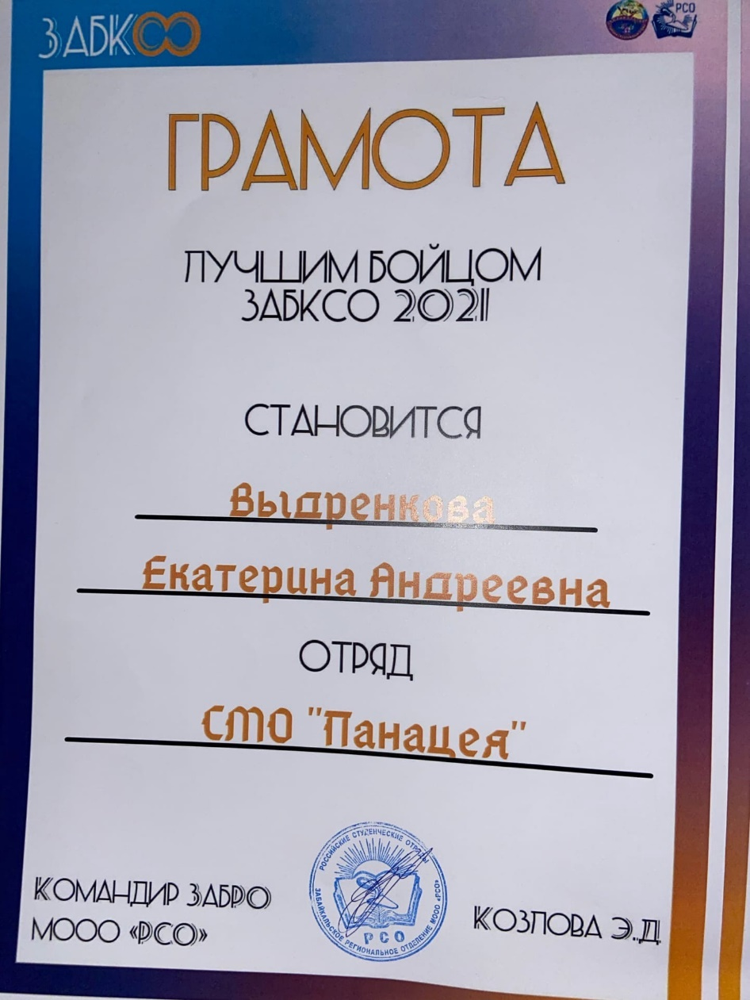 ЗАБКСО
РСО
ГРАМОТА
ЛУЧШИМ БОЙЦОМ
ЗАБКСО 2021
СТАНОВИТСЯ
Выдренкова
Екатерина Андреевна
ОТРЯД
СМО "Панацея"
КОМАНДИР ЗАБРО
МООО «РСО»
РОССИЙСКИЕ СТУДЕНЧЕСКИЕ ОТРЯДЫ
ЗАБАЙКАЛЬСКОЕ РЕГИОНАЛЬНОЕ ОТДЕЛЕНИЕ МООО «РСО»
РСО
КОЗЛОВА Э.Д.